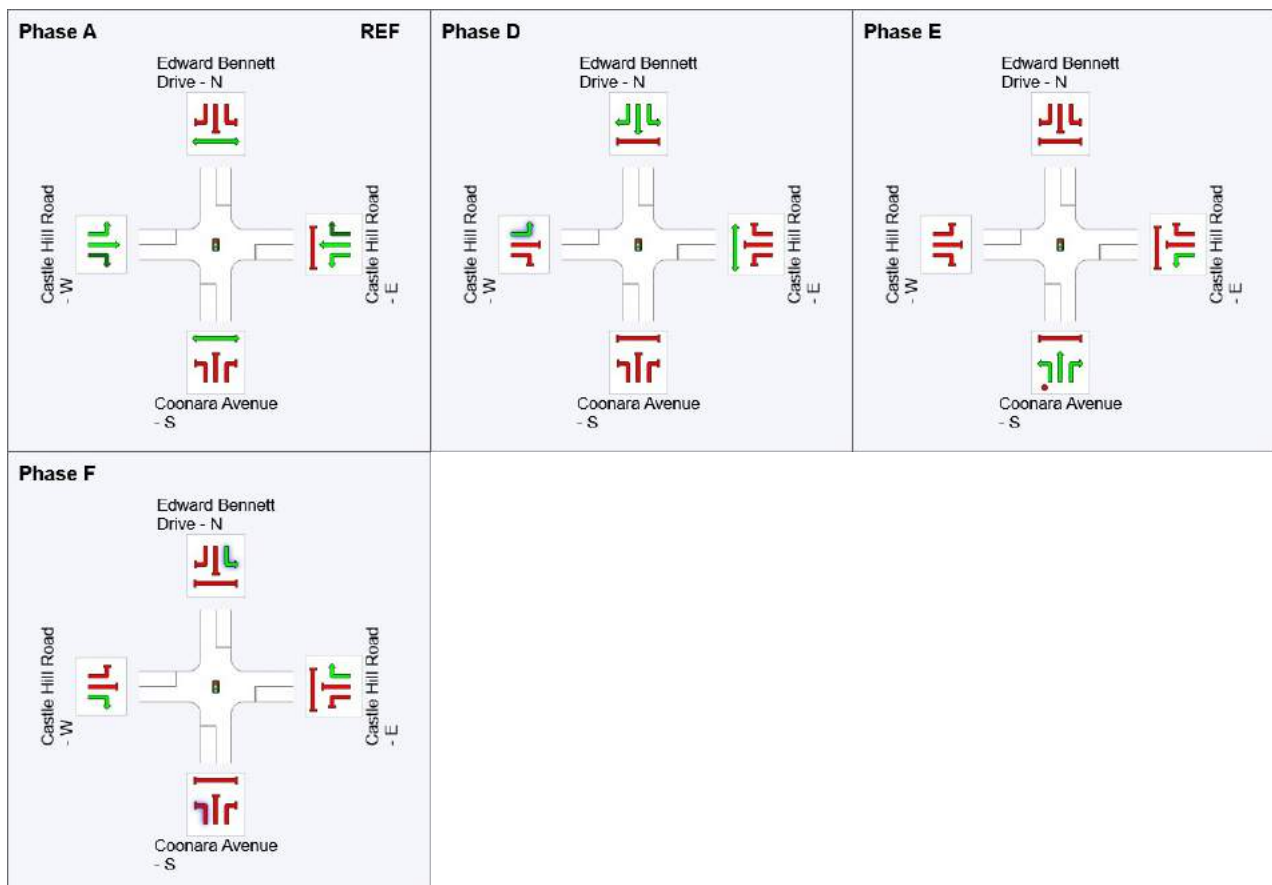 Phase A REF
Edward Bennett
Drive - N
Castle Hill Road
- W
Castle Hill Road
- E
Coonara Avenue
- S
Phase D
Edward Bennett
Drive - N
Castle Hill Road
- W
Castle Hill Road
- E
Coonara Avenue
- S
Phase E
Edward Bennett
Drive - N
Castle Hill Road
- W
Castle Hill Road
- E
Coonara Avenue
- S
Phase F
Edward Bennett
Drive - N
Castle Hill Road
- W
Castle Hill Road
- E
Coonara Avenue
- S